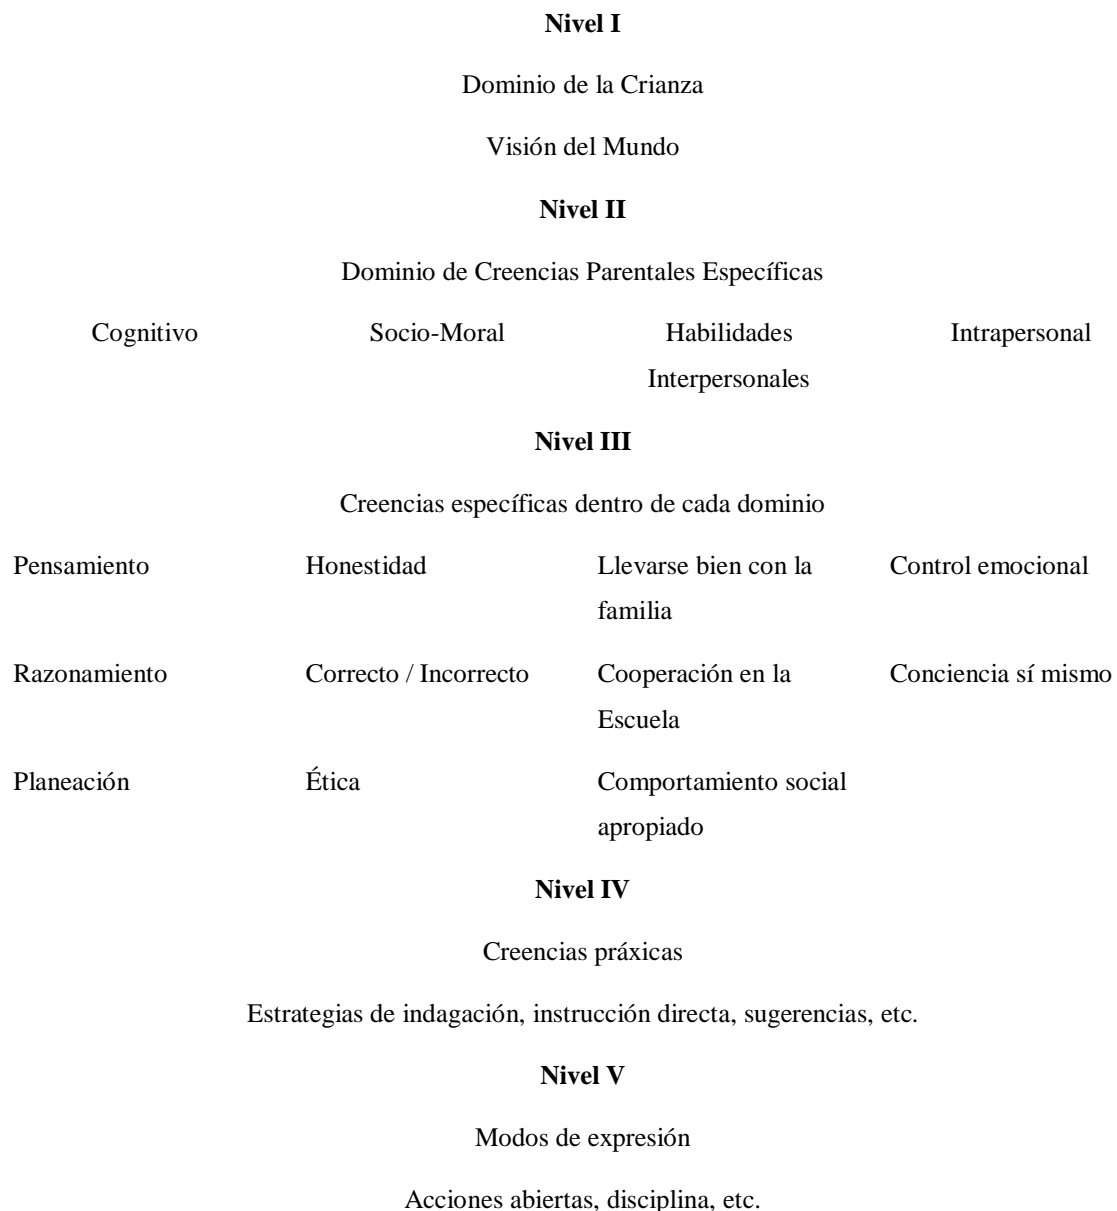 Nivel I
Dominio de la Crianza
Visión del Mundo
Nivel II
Dominio de Creencias Parentales Específicas
Cognitivo Socio-Moral Habilidades Intrapersonal
Interpersonales
Nivel III
Creencias específicas dentro de cada dominio
Pensamiento Honestidad Llevarse bien con la Control emocional
familia
Razonamiento Correcto / Incorrecto Cooperación en la Conciencia sí mismo
Escuela
Planeación Ética Comportamiento social
apropiado
Nivel IV
Creencias práxicas
Estrategias de indagación, instrucción directa, sugerencias, etc.
Nivel V
Modos de expresión
Acciones abiertas, disciplina, etc.